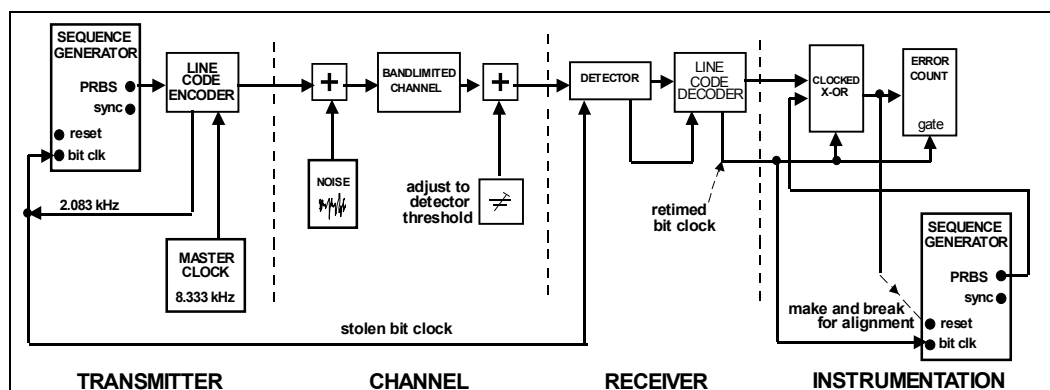 SEQUENCE
GENERATOR
PRBS
sync
reset
bit clk
LINE
CODE
ENCODER
2.083 kHz
MASTER
CLOCK
8.333 kHz
+
NOISE
BANDLIMITED
CHANNEL
+
adjust to
detector
threshold
DETECTOR
LINE
CODE
DECODER
retimed
bit clock
CLOCKED
X-OR
ERROR
COUNT
gate
SEQUENCE
GENERATOR
PRBS
sync
reset
bit clk
make and break
for alignment
stolen bit clock
TRANSMITTER
CHANNEL
RECEIVER
INSTRUMENTATION